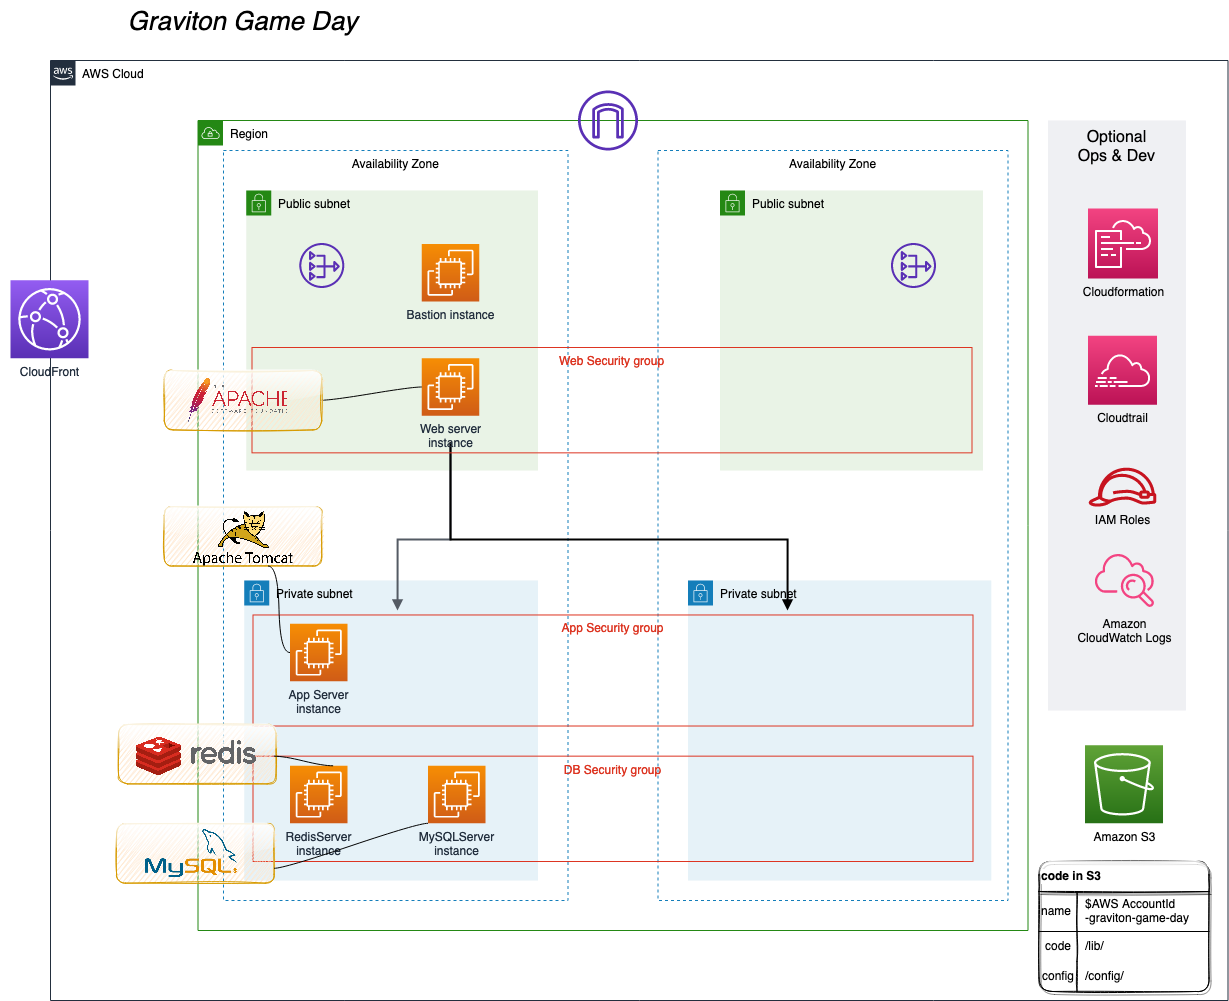 Graviton Game Day
aws
AWS Cloud
Region
Availability Zone
Availability Zone
Optional
Ops & Dev
Public subnet
Public subnet
Bastion instance
Cloudformation
CloudFront
Web Security group
APACHE
Web server
instance
Cloudtrail
Apache Tomcat
IAM Roles
Private subnet
Private subnet
Amazon
CloudWatch Logs
App Security group
App Server
instance
redis
DB Security group
RedisServer
instance
MySQLServer
instance
MySQL
Amazon S3
code in S3
name
$AWS AccountId
-graviton-game-day
code
/lib/
config
/config/